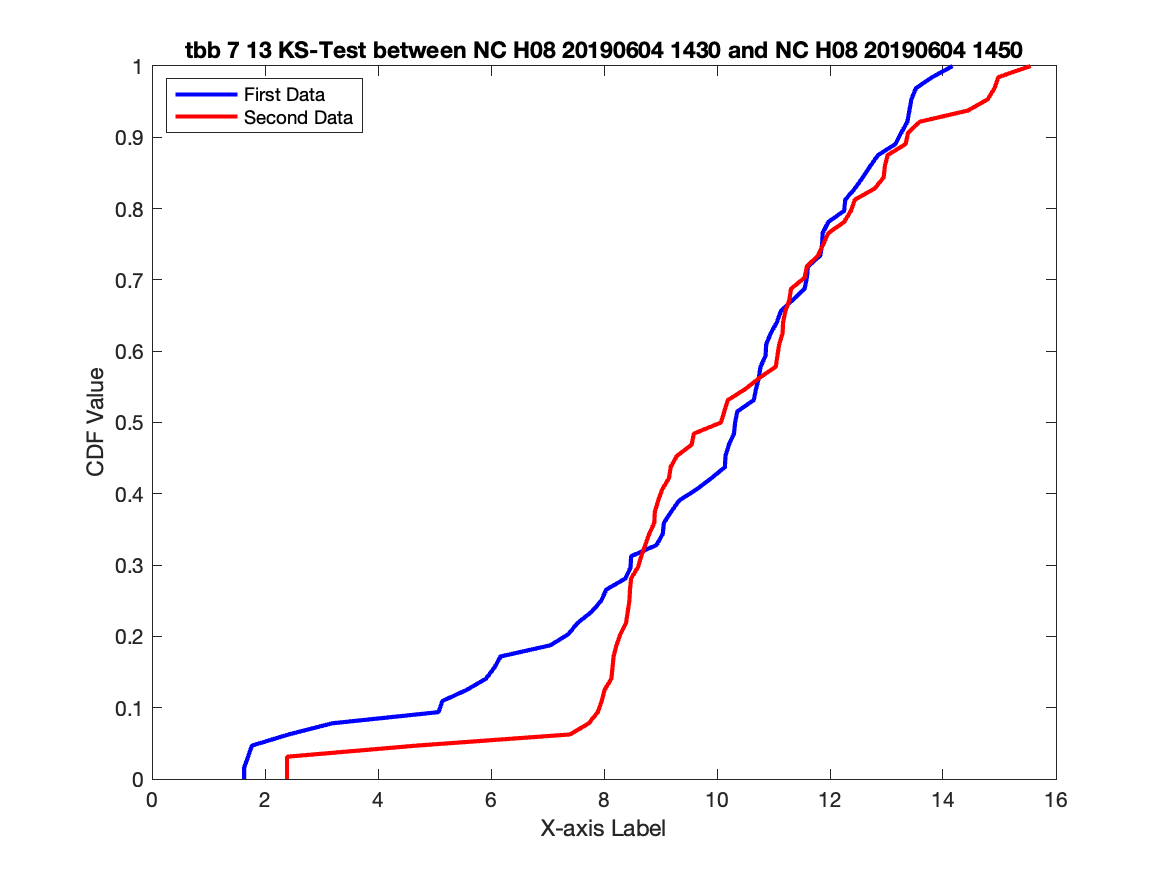 tbb 7 13 KS-Test between NC H08 20190604 1430 and NC H08 20190604 1450
First Data
Second Data
1
0.9
0.8
0.7
0.6
0.5
0.4
0.3
0.2
0.1
0
CDF Value
0 2 4 6 8 10 12 14 16
X-axis Label